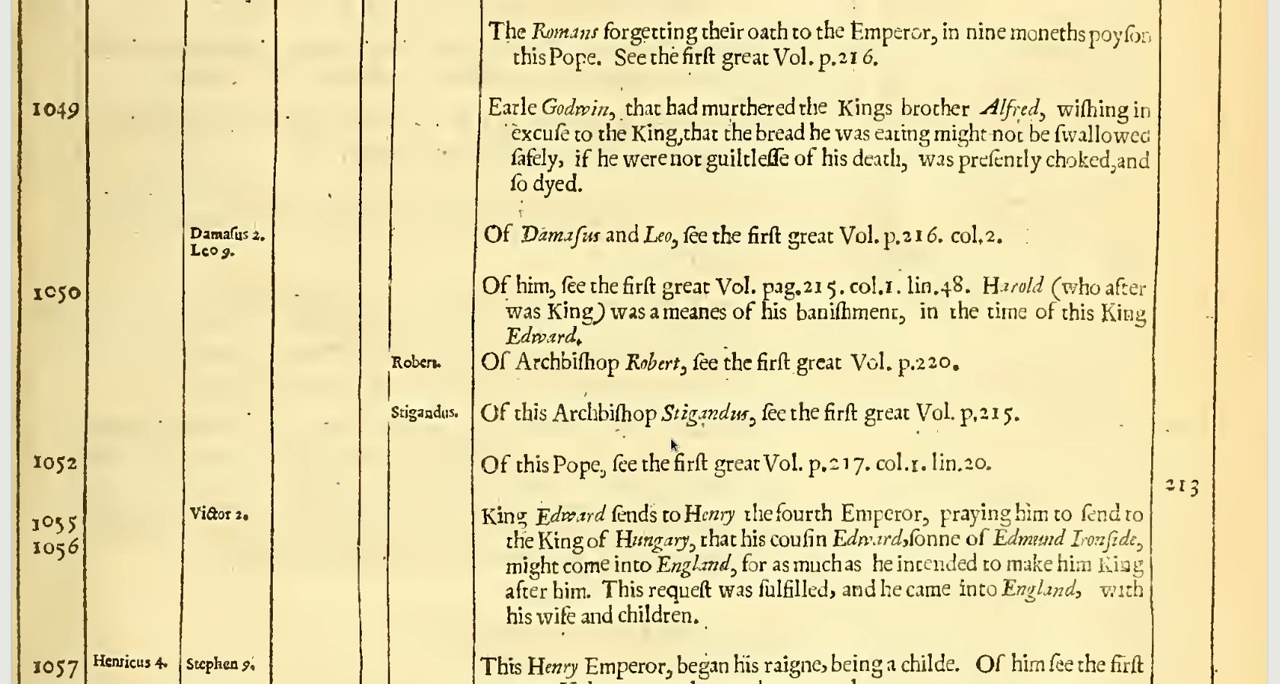 The Romans forgetting their oath to the Emperor, in nine moneths poyſon
this Pope. See the firſt great Vol. p.216.
1049 Earle Godwin, that had murthered the Kings brother Alfred, wiſhing in
excuſe to the King, that the bread he was eating might not be ſwallowed
ſafely, if he were not guiltleſſe of his death, was preſently choked, and
ſo dyed.
Damaſus 2. Of Damaſus and Leo, ſee the firſt great Vol. p.216. col.2.
Leo 9.
1050 Of him, ſee the firſt great Vol. pag.215. col.1. lin.48. Harold (who after
was King) was a meanes of his baniſhment, in the time of this King
Edward.
Robert. Of Archbiſhop Robert, ſee the firſt great Vol. p.220.
Stigandus. Of this Archbiſhop Stigandus, ſee the firſt great Vol. p.215.
1052 Of this Pope, ſee the firſt great Vol. p.217. col.1. lin.20.
213
1055 Victor 2. King Edward ſends to Henry the fourth Emperor, praying him to ſend to
1056 the King of Hungary, that his couſin Edward, ſonne of Edmund Ironſide,
might come into England, for as much as he intended to make him King
after him. This requeſt was fulfilled, and he came into England, with
his wife and children.
1057 Henricus 4. Stephen 9. This Henry Emperor, began his raigne, being a childe. Of him ſee the firſt